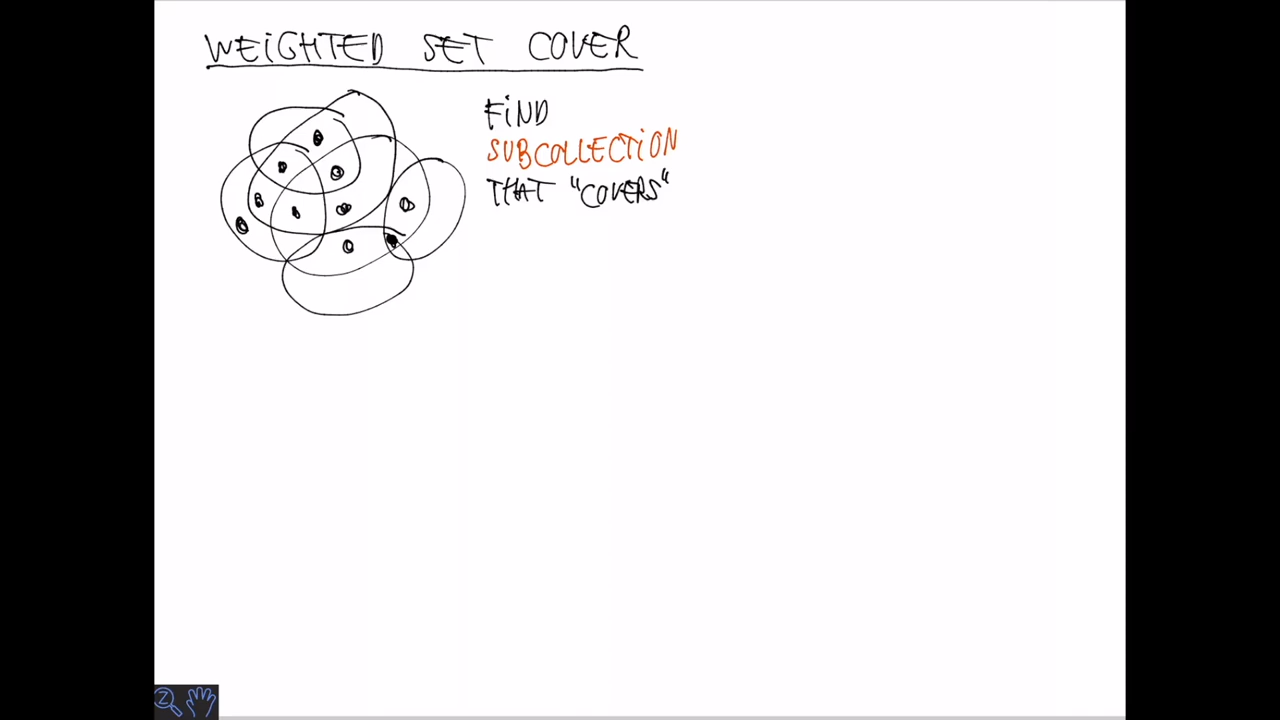 WEIGHTED SET COVER
FIND
SUBCOLLECTION
THAT "COVERS"
Z